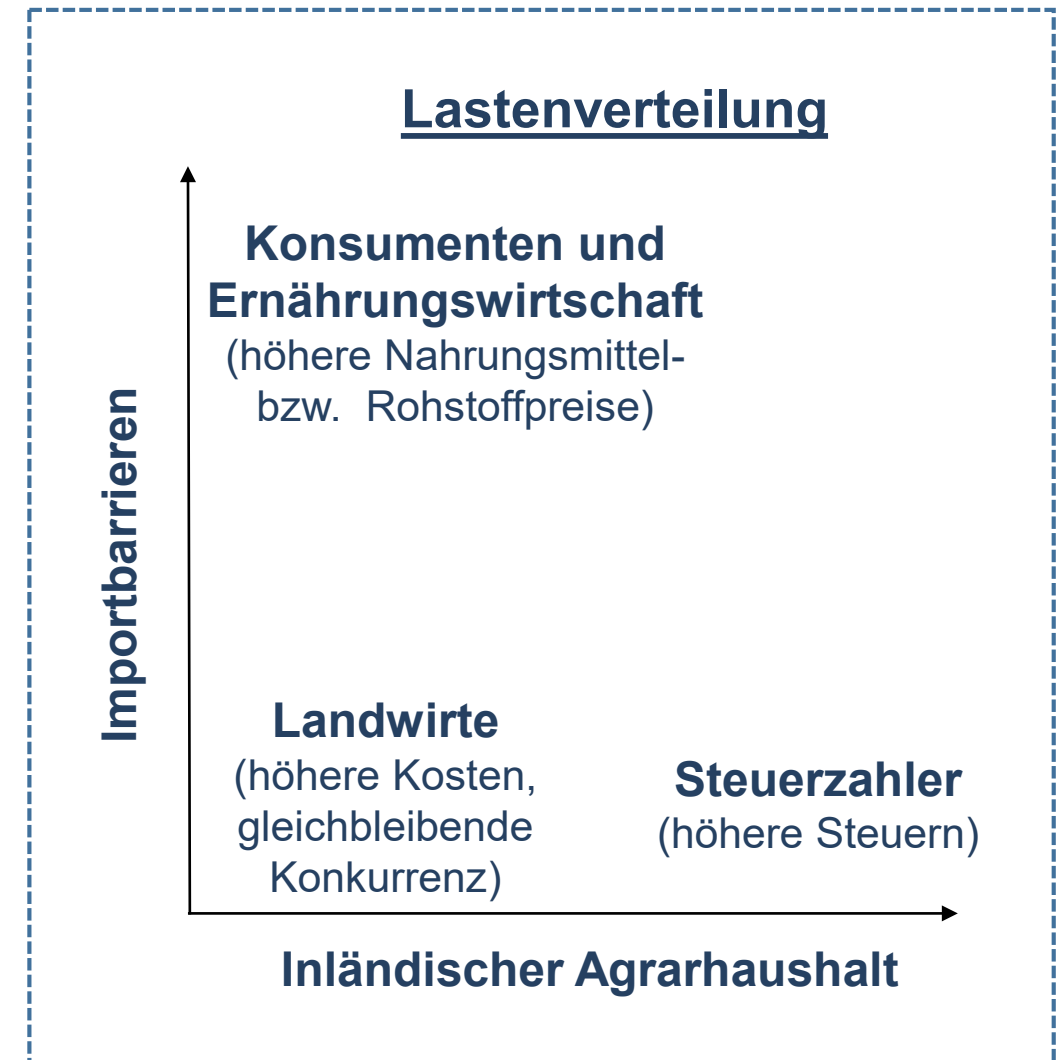 Lastenverteilung
Konsumenten und
Ernährungswirtschaft
(höhere Nahrungsmittel-
bzw. Rohstoffpreise)
Importbarrieren
Landwirte
(höhere Kosten,
gleichbleibende
Konkurrenz)
Steuerzahler
(höhere Steuern)
Inländischer Agrarhaushalt